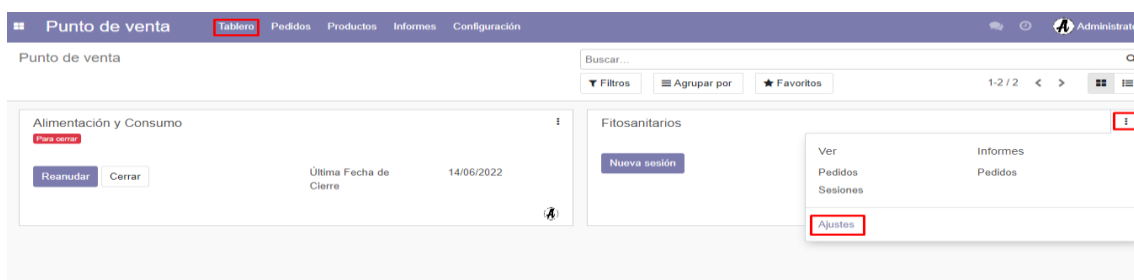 Punto de venta Tablero Pedidos Productos Informes Configuración Administrato
Punto de venta
Buscar...
Filtros Agrupar por Favoritos 1-2 / 2
Alimentación y Consumo
Para cerrar
Reanudar Cerrar
Última Fecha de Cierre 14/06/2022
Fitosanitarios
Nueva sesión
Ver Informes
Pedidos Pedidos
Sesiones
Ajustes